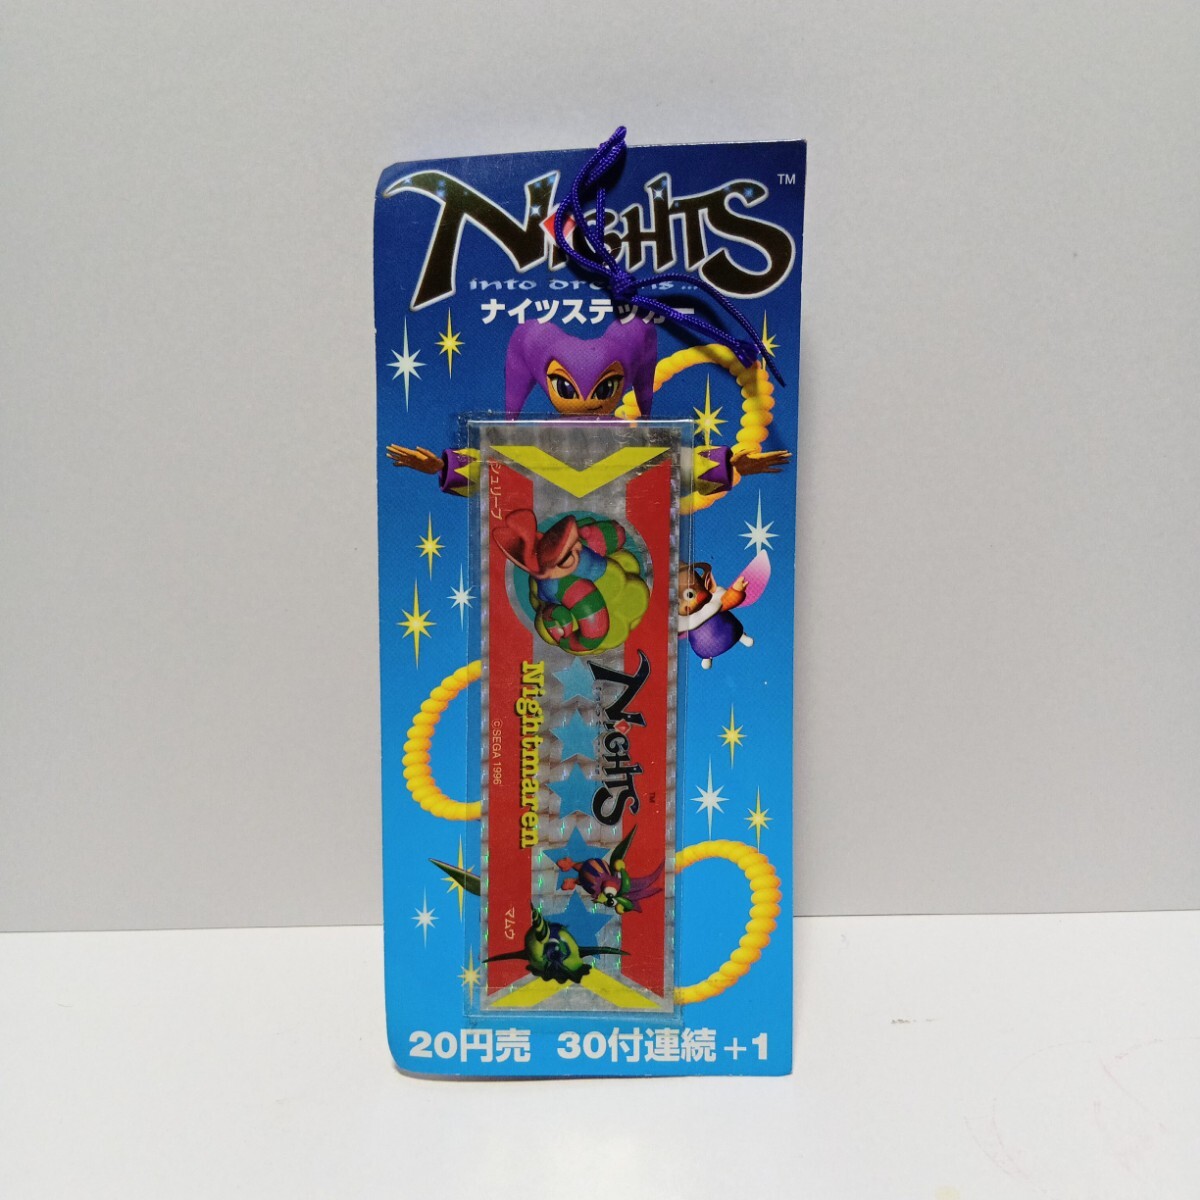 NiGHTS
TM
into dreams...
ナイツステッカー
シュリープ
NiGHTS
TM
Nightmaren
©SEGA 1996
マムウ
20円売 30付連続+1